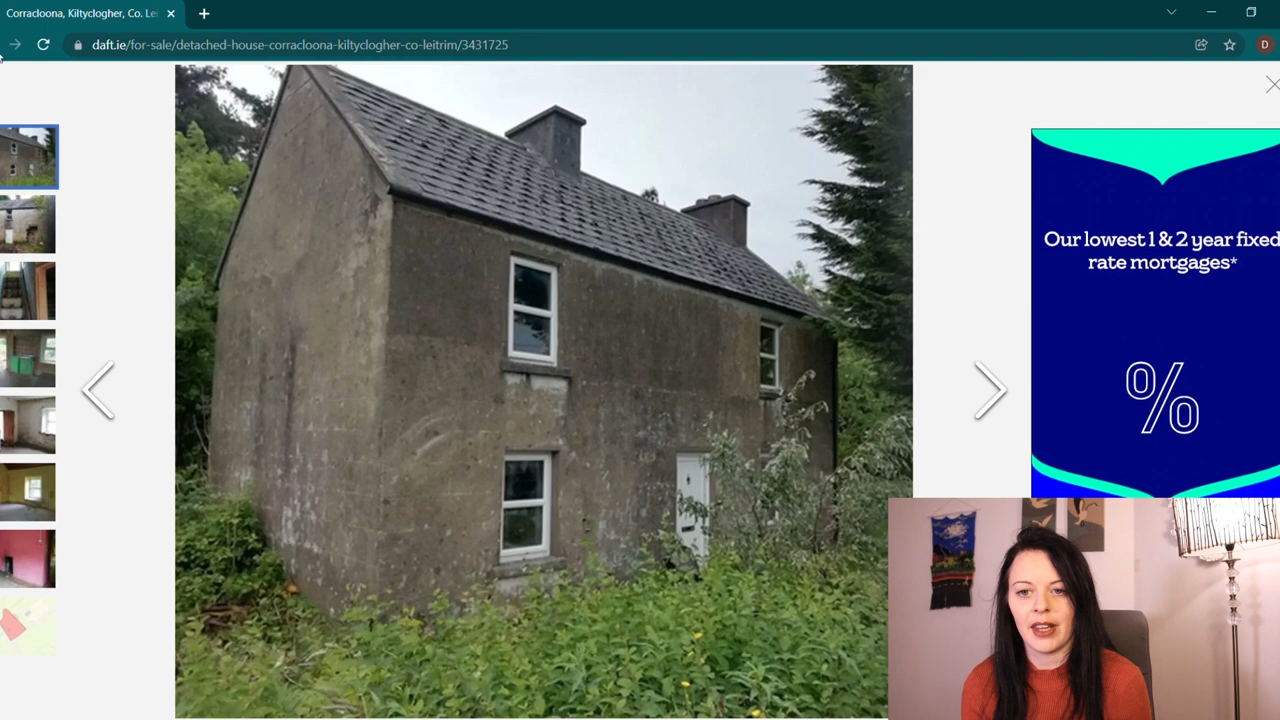 Corracloona, Kiltyclogher, Co. Lei
daft.ie/for-sale/detached-house-corracloona-kiltyclogher-co-leitrim/3431725
D
Our lowest 1 & 2 year fixed
rate mortgages*
%